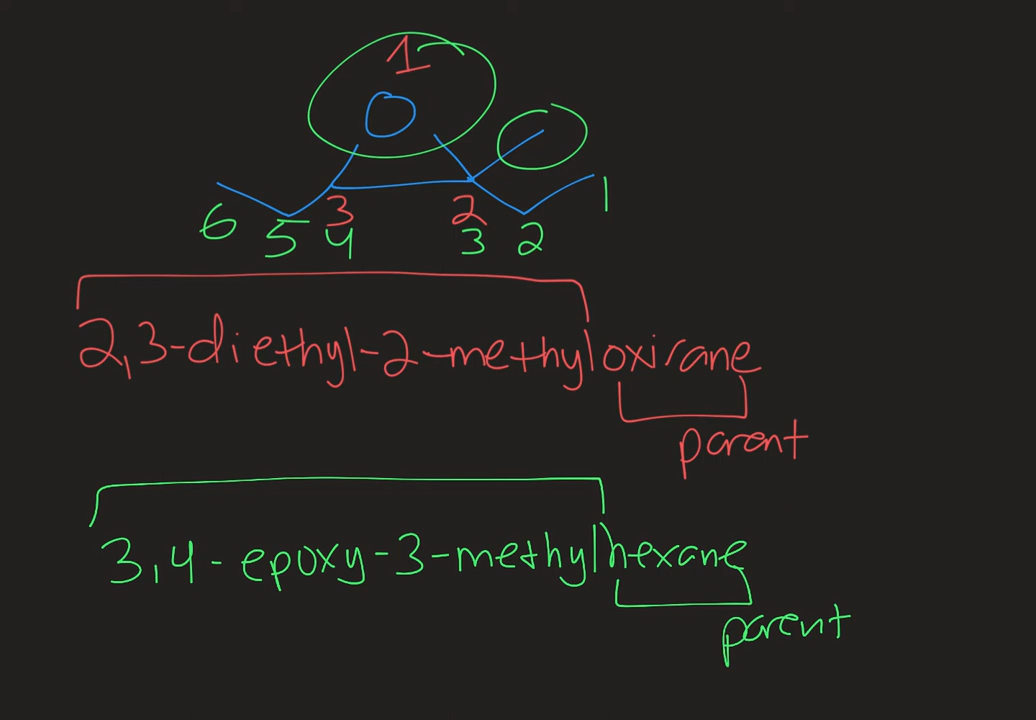 1
O
1
3
2
6
5
4
3
2
2,3-diethyl-2-methyloxirane
parent
3,4-epoxy-3-methylhexane
parent